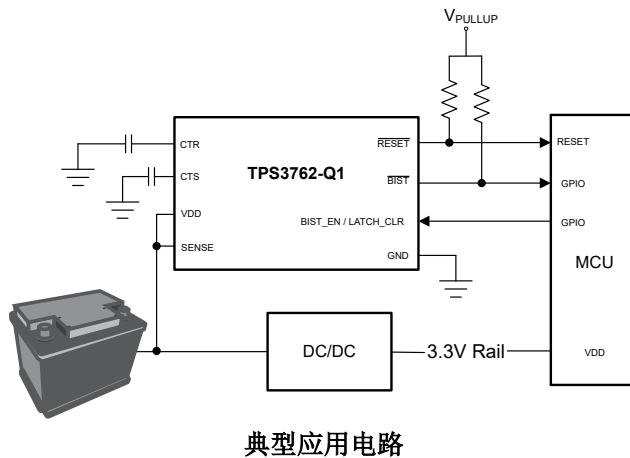 VPULLUP
CTR
TPS3762-Q1
RESET
RESET
CTS
BIST
GPIO
VDD
BIST_EN / LATCH_CLR
GPIO
SENSE
GND
MCU
DC/DC
3.3V Rail
VDD
典型应用电路